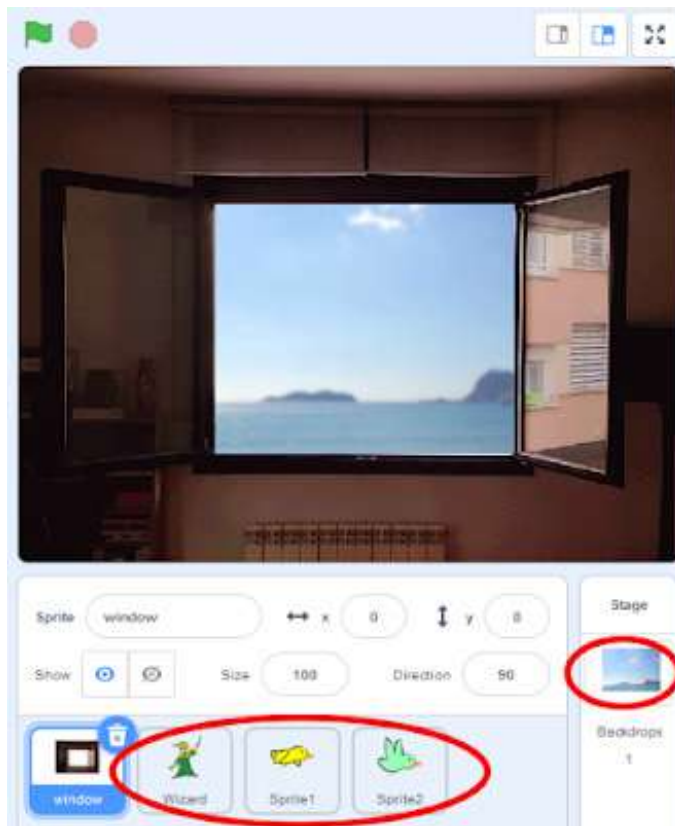 Sprite window x 0 y 0
Stage
Show Size 100 Direction 90
Backdrops
1
window Wizard Sprite1 Sprite2